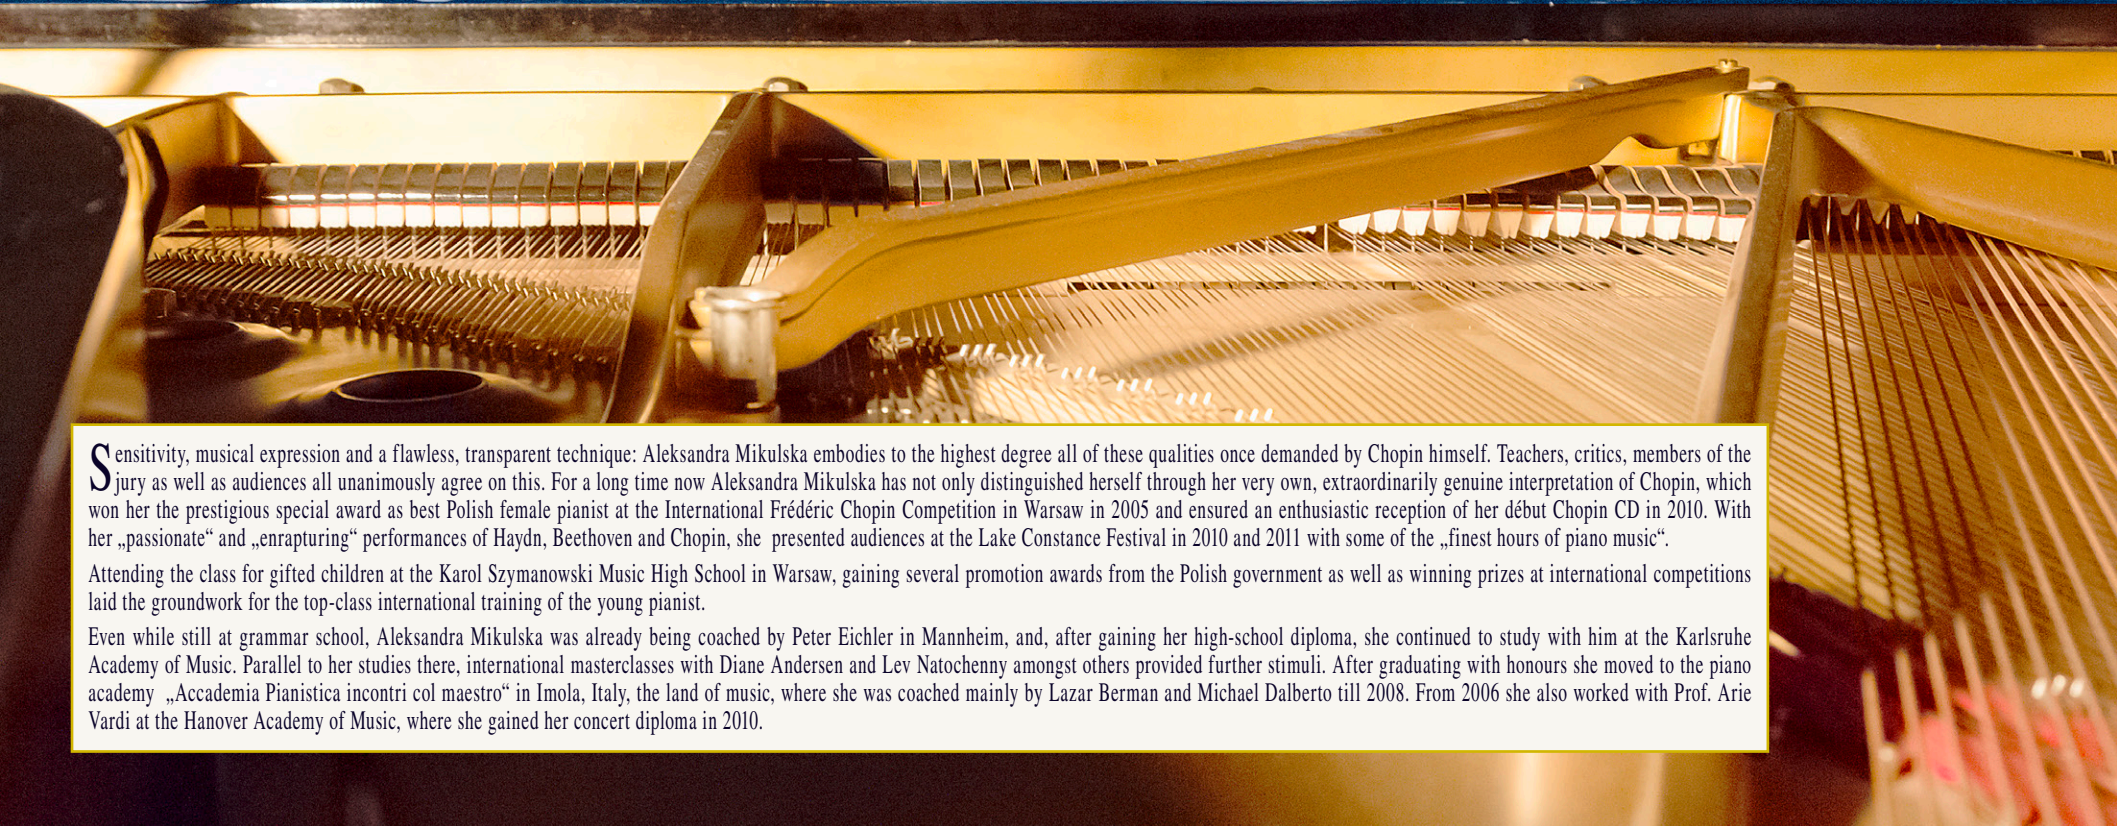 Sensitivity, musical expression and a flawless, transparent technique: Aleksandra Mikulska embodies to the highest degree all of these qualities once demanded by Chopin himself. Teachers, critics, members of the
jury as well as audiences all unanimously agree on this. For a long time now Aleksandra Mikulska has not only distinguished herself through her very own, extraordinarily genuine interpretation of Chopin, which
won her the prestigious special award as best Polish female pianist at the International Frédéric Chopin Competition in Warsaw in 2005 and ensured an enthusiastic reception of her début Chopin CD in 2010. With
her „passionate“ and „enrapturing“ performances of Haydn, Beethoven and Chopin, she  presented audiences at the Lake Constance Festival in 2010 and 2011 with some of the „finest hours of piano music“.
Attending the class for gifted children at the Karol Szymanowski Music High School in Warsaw, gaining several promotion awards from the Polish government as well as winning prizes at international competitions
laid the groundwork for the top-class international training of the young pianist.
Even while still at grammar school, Aleksandra Mikulska was already being coached by Peter Eichler in Mannheim, and, after gaining her high-school diploma, she continued to study with him at the Karlsruhe
Academy of Music. Parallel to her studies there, international masterclasses with Diane Andersen and Lev Natochenny amongst others provided further stimuli. After graduating with honours she moved to the piano
academy  „Accademia Pianistica incontri col maestro“ in Imola, Italy, the land of music, where she was coached mainly by Lazar Berman and Michael Dalberto till 2008. From 2006 she also worked with Prof. Arie
Vardi at the Hanover Academy of Music, where she gained her concert diploma in 2010.